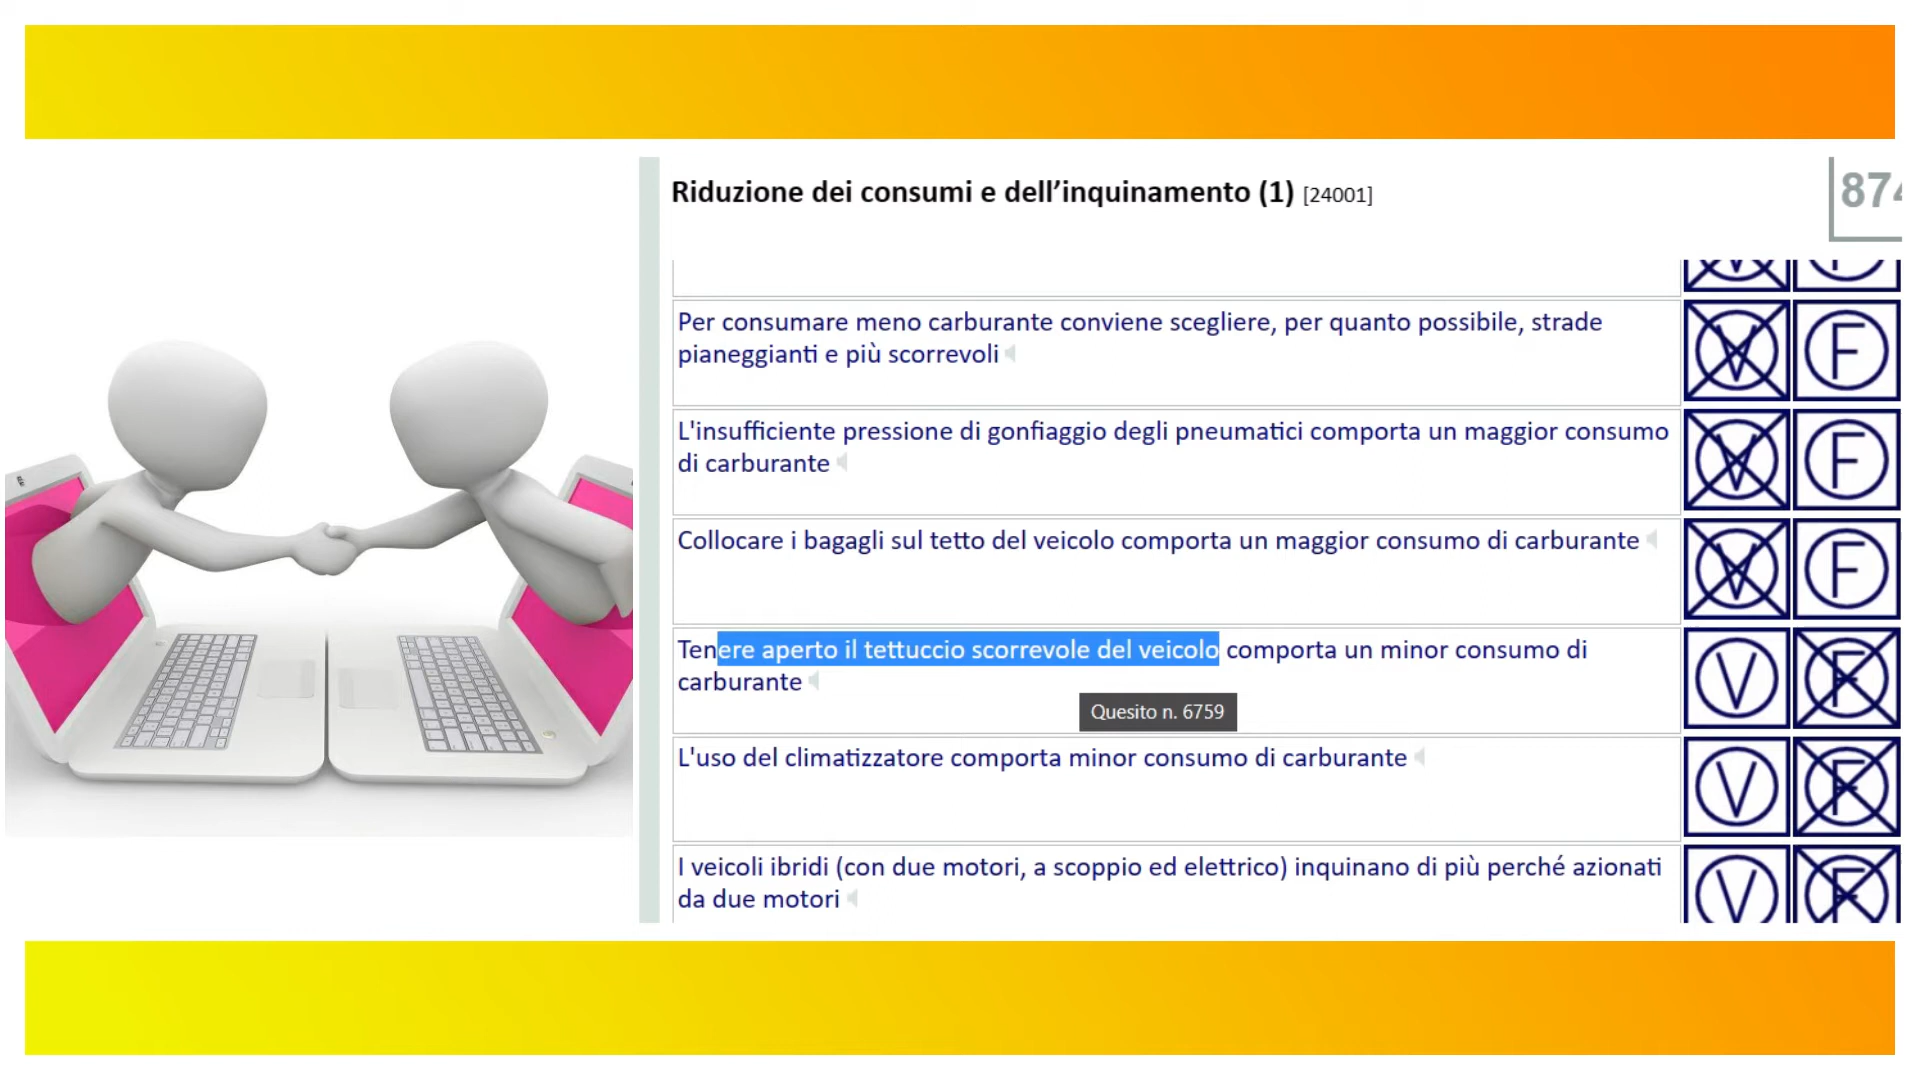 Riduzione dei consumi e dell’inquinamento (1) [24001]
874
Per consumare meno carburante conviene scegliere, per quanto possibile, strade
pianeggianti e più scorrevoli
V F
L'insufficiente pressione di gonfiaggio degli pneumatici comporta un maggior consumo
di carburante
V F
Collocare i bagagli sul tetto del veicolo comporta un maggior consumo di carburante
V F
Tenere aperto il tettuccio scorrevole del veicolo comporta un minor consumo di
carburante
V F
Quesito n. 6759
L'uso del climatizzatore comporta minor consumo di carburante
V F
I veicoli ibridi (con due motori, a scoppio ed elettrico) inquinano di più perché azionati
da due motori
V F